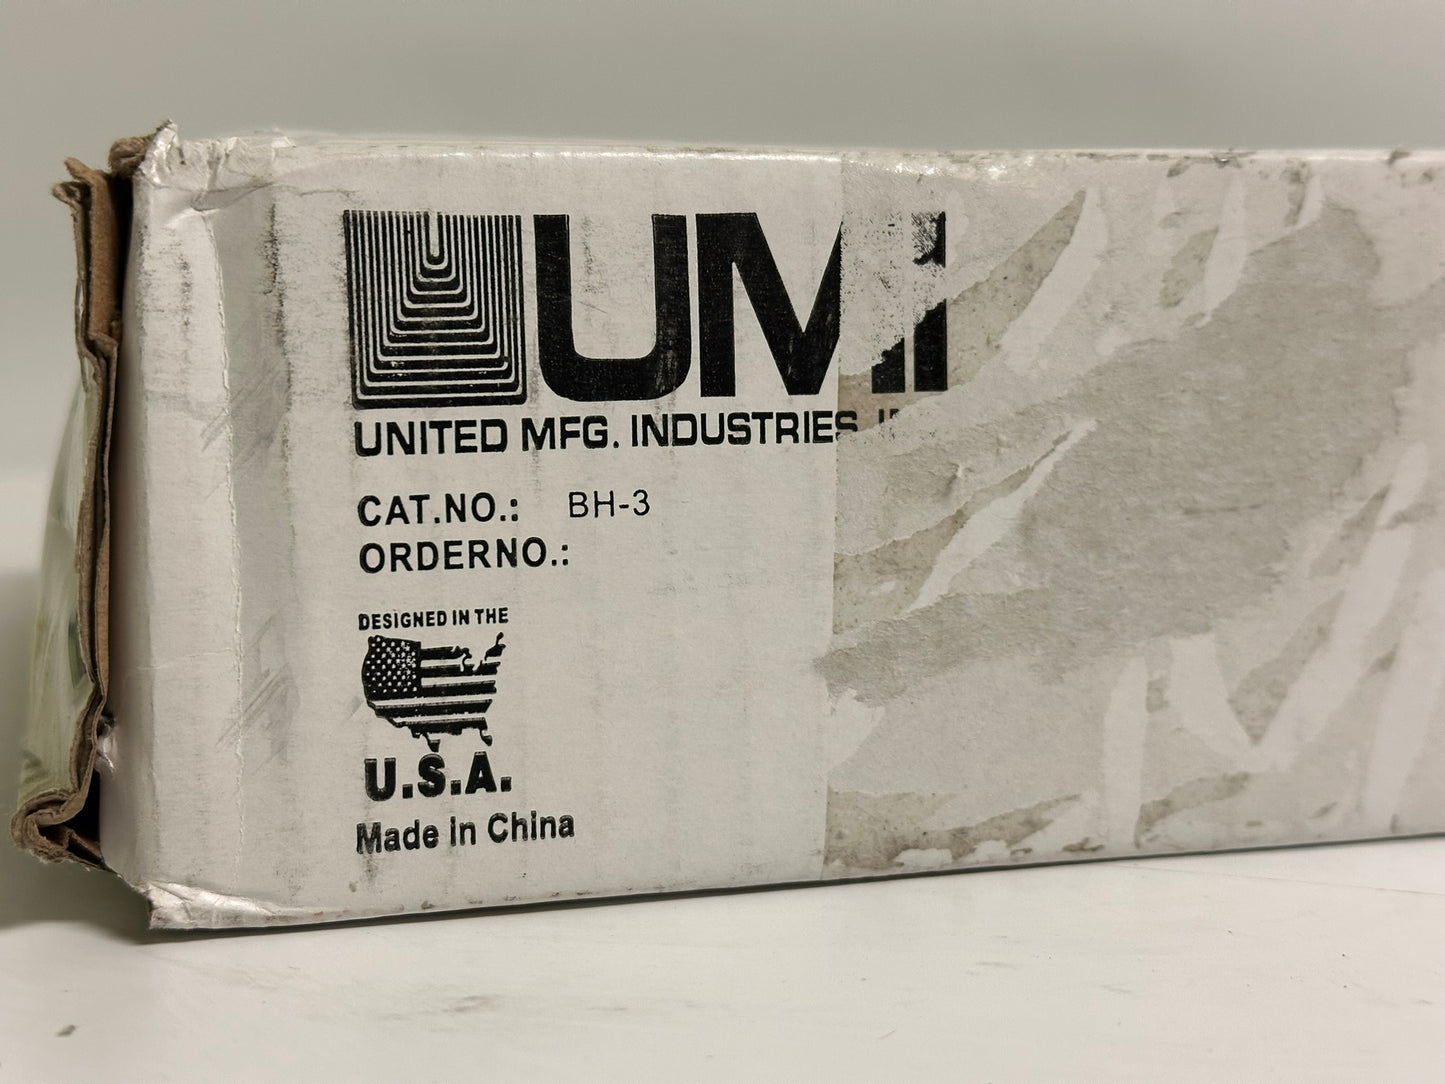 UMI
UNITED MFG. INDUSTRIES
CAT.NO.: BH-3
ORDERNO.:
DESIGNED IN THE
U.S.A.
Made in China